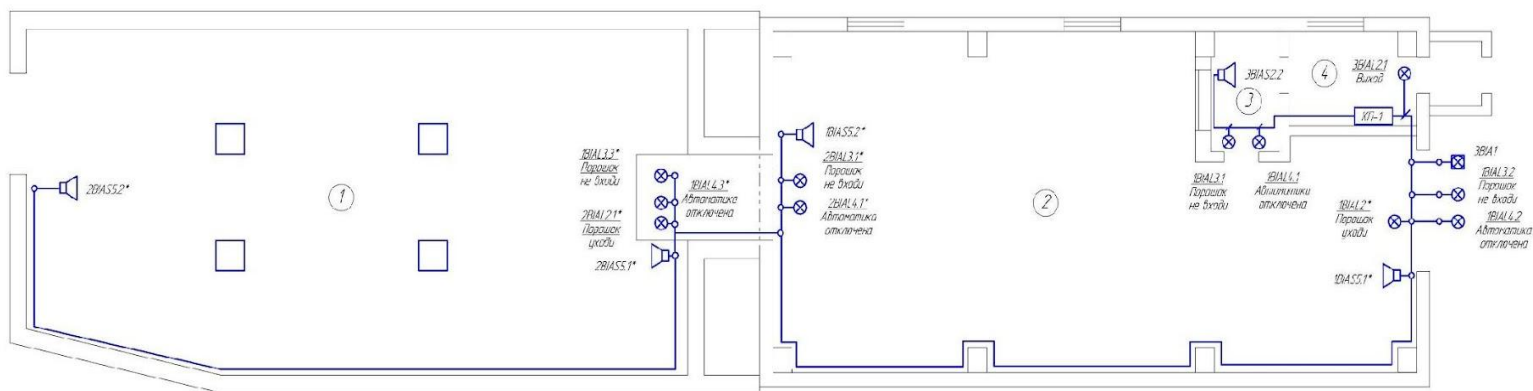 1
2BIAS5.2*
1BIAL3.3*
Порошок
не входи
1BIAL4.3*
Автоматика
отключена
2BIAL2.1*
Порошок
уходи
2BIAS5.1*
1BIAS5.2*
2BIAL3.1*
Порошок
не входи
2BIAL4.1*
Автоматика
отключена
2
3BIAS2.2
3
4
3BIAL2.1
Выход
КП-1
1BIAL3.1
Порошок
не входи
1BIAL4.1
Автоматика
отключена
3BIA1
1BIAL3.2
Порошок
не входи
1BIAL2*
Порошок
уходи
1BIAL4.2
Автоматика
отключена
1BIAS5.1*